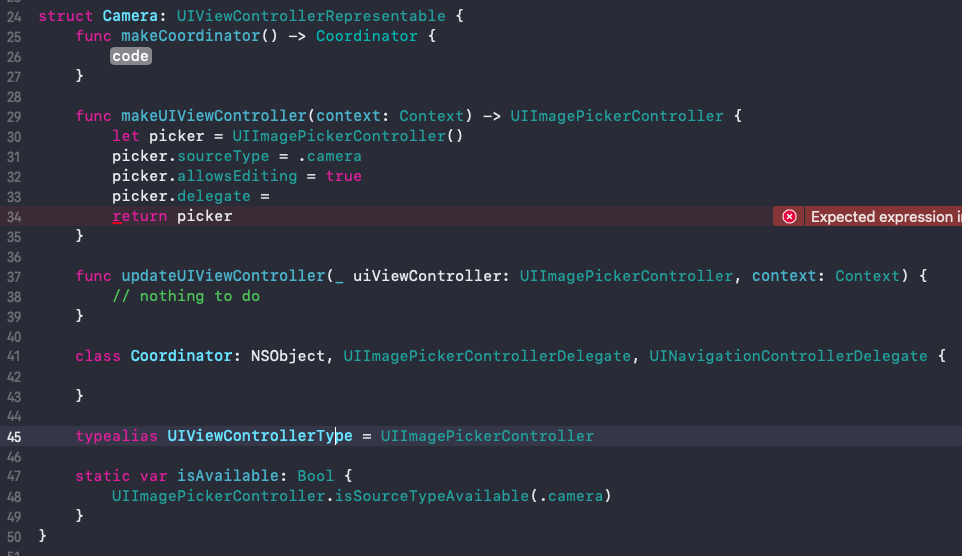 24 struct Camera: UIViewControllerRepresentable {
25 func makeCoordinator() -> Coordinator {
26 code
27 }
28
29 func makeUIViewController(context: Context) -> UIImagePickerController {
30 let picker = UIImagePickerController()
31 picker.sourceType = .camera
32 picker.allowsEditing = true
33 picker.delegate =
34 return picker Expected expression
35 }
36
37 func updateUIViewController(_ uiViewController: UIImagePickerController, context: Context) {
38 // nothing to do
39 }
40
41 class Coordinator: NSObject, UIImagePickerControllerDelegate, UINavigationControllerDelegate {
42
43 }
44
45 typealias UIViewControllerType = UIImagePickerController
46
47 static var isAvailable: Bool {
48 UIImagePickerController.isSourceTypeAvailable(.camera)
49 }
50 }